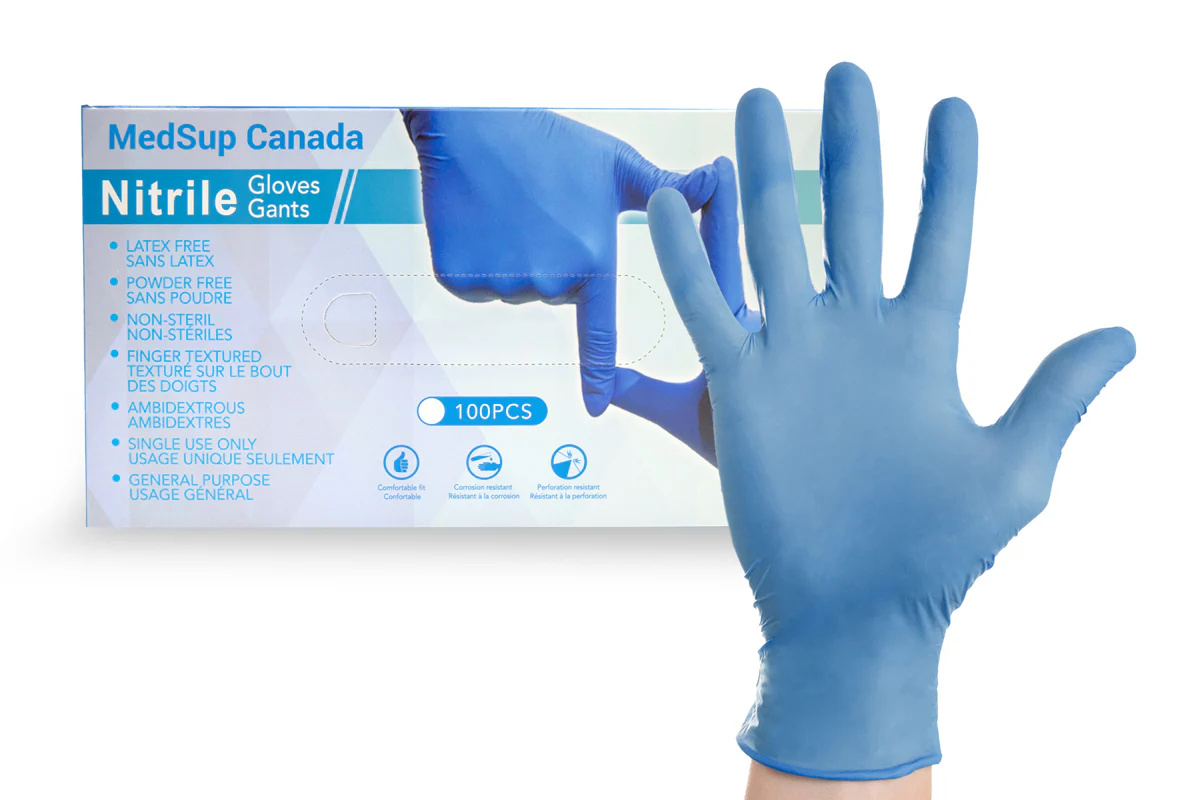 MedSup Canada
Nitrile Gloves
Gants
• LATEX FREE
SANS LATEX
• POWDER FREE
SANS POUDRE
• NON-STERIL
NON-STÉRILES
• FINGER TEXTURED
TEXTURÉ SUR LE BOUT
DES DOIGTS
• AMBIDEXTROUS
AMBIDEXTRES
• SINGLE USE ONLY
USAGE UNIQUE SEULEMENT
• GENERAL PURPOSE
USAGE GÉNÉRAL
100PCS
Comfortable fit
Confortable
Corrosion resistant
Résistant à la corrosion
Perforation resistant
Résistant à la perforation